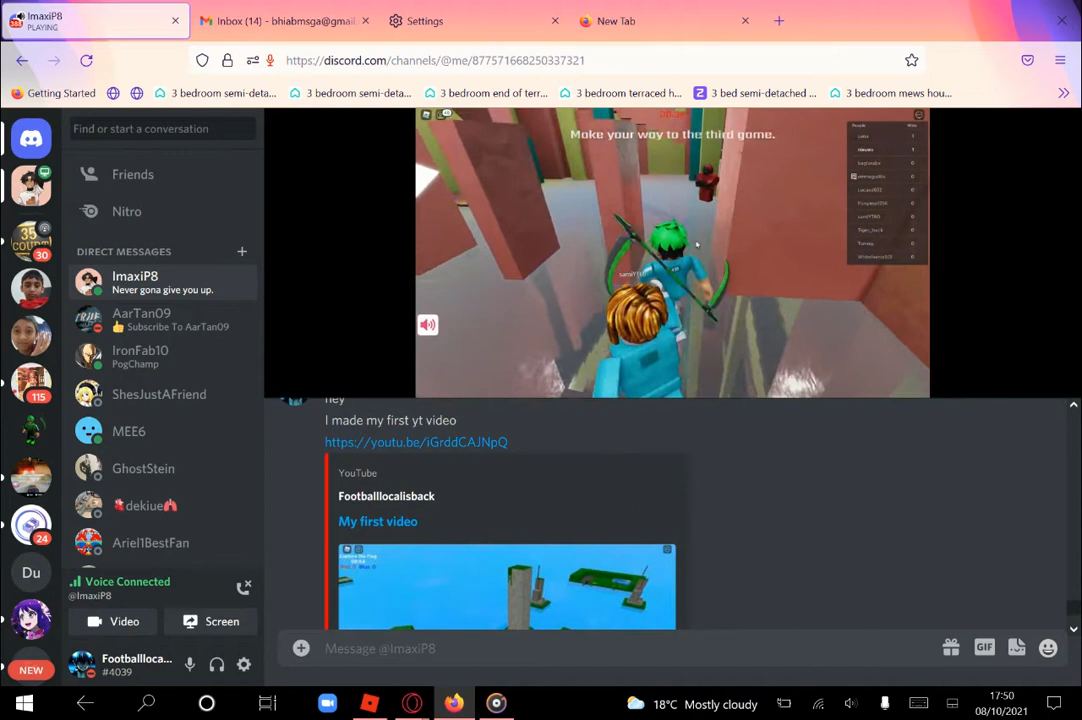 ImaxiP8
PLAYING
Inbox (14) - bhiabmsga@gmail
Settings
New Tab
https://discord.com/channels/@me/877571668250337321
Getting Started
3 bedroom semi-deta...
3 bedroom semi-deta...
3 bedroom end of terr...
3 bedroom terraced h...
3 bed semi-detached ...
3 bedroom mews hou...
Find or start a conversation
Friends
Nitro
DIRECT MESSAGES
ImaxiP8
Never gona give you up.
AarTan09
Subscribe To AarTan09
IronFab10
PogChamp
ShesJustAFriend
MEE6
GhostStein
dekiue
Ariel1BestFan
30
115
24
Du
NEW
Voice Connected
@ImaxiP8
Video
Screen
Footballloca...
#4039
Make your way to the third game.
People
hey
I made my first yt video
https://youtu.be/iGrddCAJNpQ
YouTube
Footballlocalisback
My first video
Message @ImaxiP8
GIF
18°C Mostly cloudy
17:50
08/10/2021